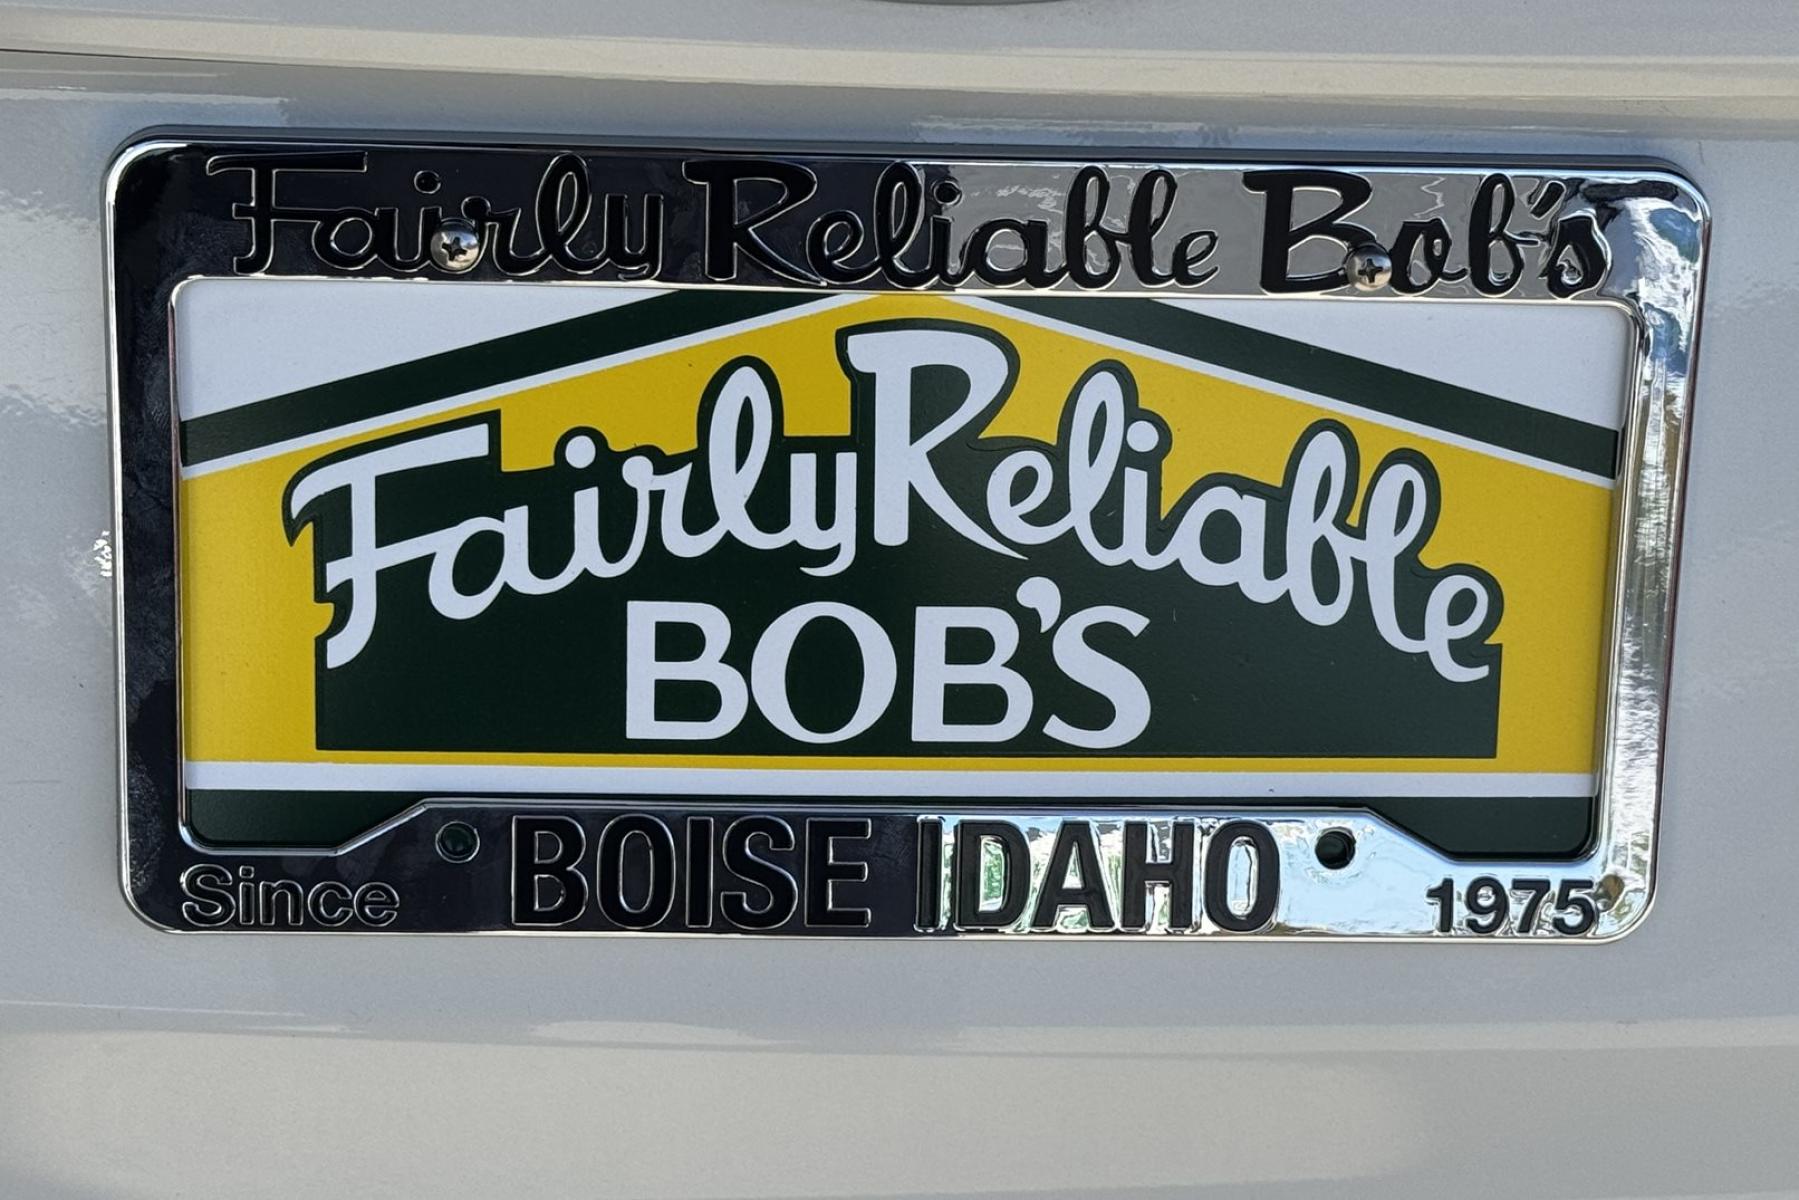 Fairly Reliable Bob's
Fairly Reliable
BOB'S
BOISE IDAHO
Since 1975